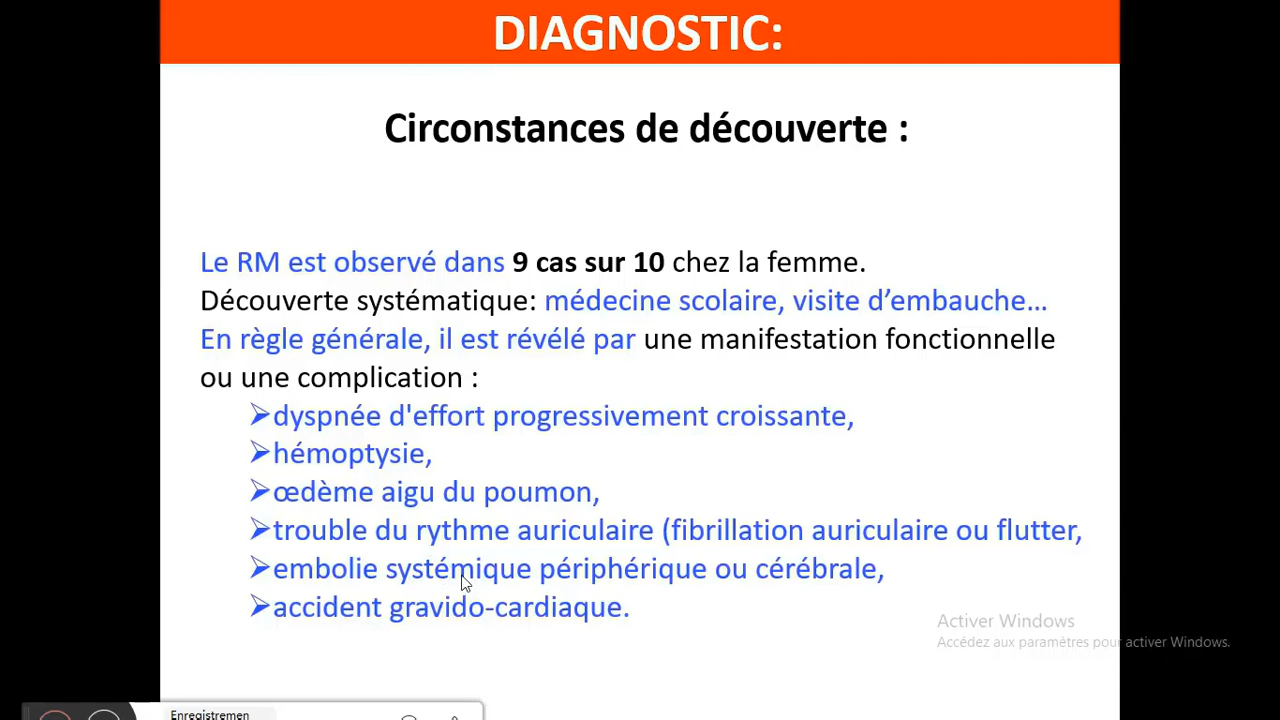 DIAGNOSTIC:
Circonstances de découverte :
Le RM est observé dans 9 cas sur 10 chez la femme.
Découverte systématique: médecine scolaire, visite d’embauche…
En règle générale, il est révélé par une manifestation fonctionnelle
ou une complication :
➢dyspnée d'effort progressivement croissante,
➢hémoptysie,
➢œdème aigu du poumon,
➢trouble du rythme auriculaire (fibrillation auriculaire ou flutter,
➢embolie systémique périphérique ou cérébrale,
➢accident gravido-cardiaque.
Activer Windows
Accédez aux paramètres pour activer Windows.
Enregistremen